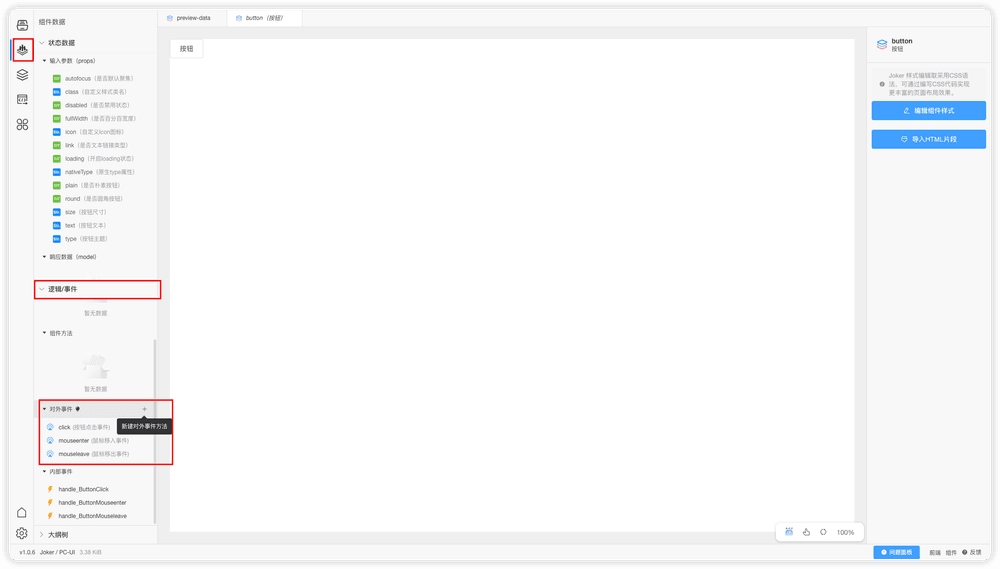 组件数据
preview-data
button（按钮）
状态数据
输入参数（props）
autofocus（是否默认聚焦）
class（自定义样式类名）
disabled（是否禁用状态）
fullWidth（是否百分百宽度）
icon（自定义icon图标）
link（是否文本链接类型）
loading（开启loading状态）
nativeType（原生type属性）
plain（是否朴素按钮）
round（是否圆角按钮）
size（按钮尺寸）
text（按钮文本）
type（按钮主题）
响应数据（model）
逻辑/事件
暂无数据
组件方法
暂无数据
对外事件
新建对外事件方法
click (按钮点击事件)
mouseenter (鼠标移入事件)
mouseleave (鼠标移出事件)
内部事件
handle_ButtonClick
handle_ButtonMouseenter
handle_ButtonMouseleave
大纲树
按钮
100%
button
按钮
Joker 样式编辑取采用CSS语
法，可通过编写CSS代码实现
更丰富的页面布局效果。
编辑组件样式
导入HTML片段
v1.0.6 Joker / PC-UI 3.38 KiB
问题面板
前端 组件 反馈